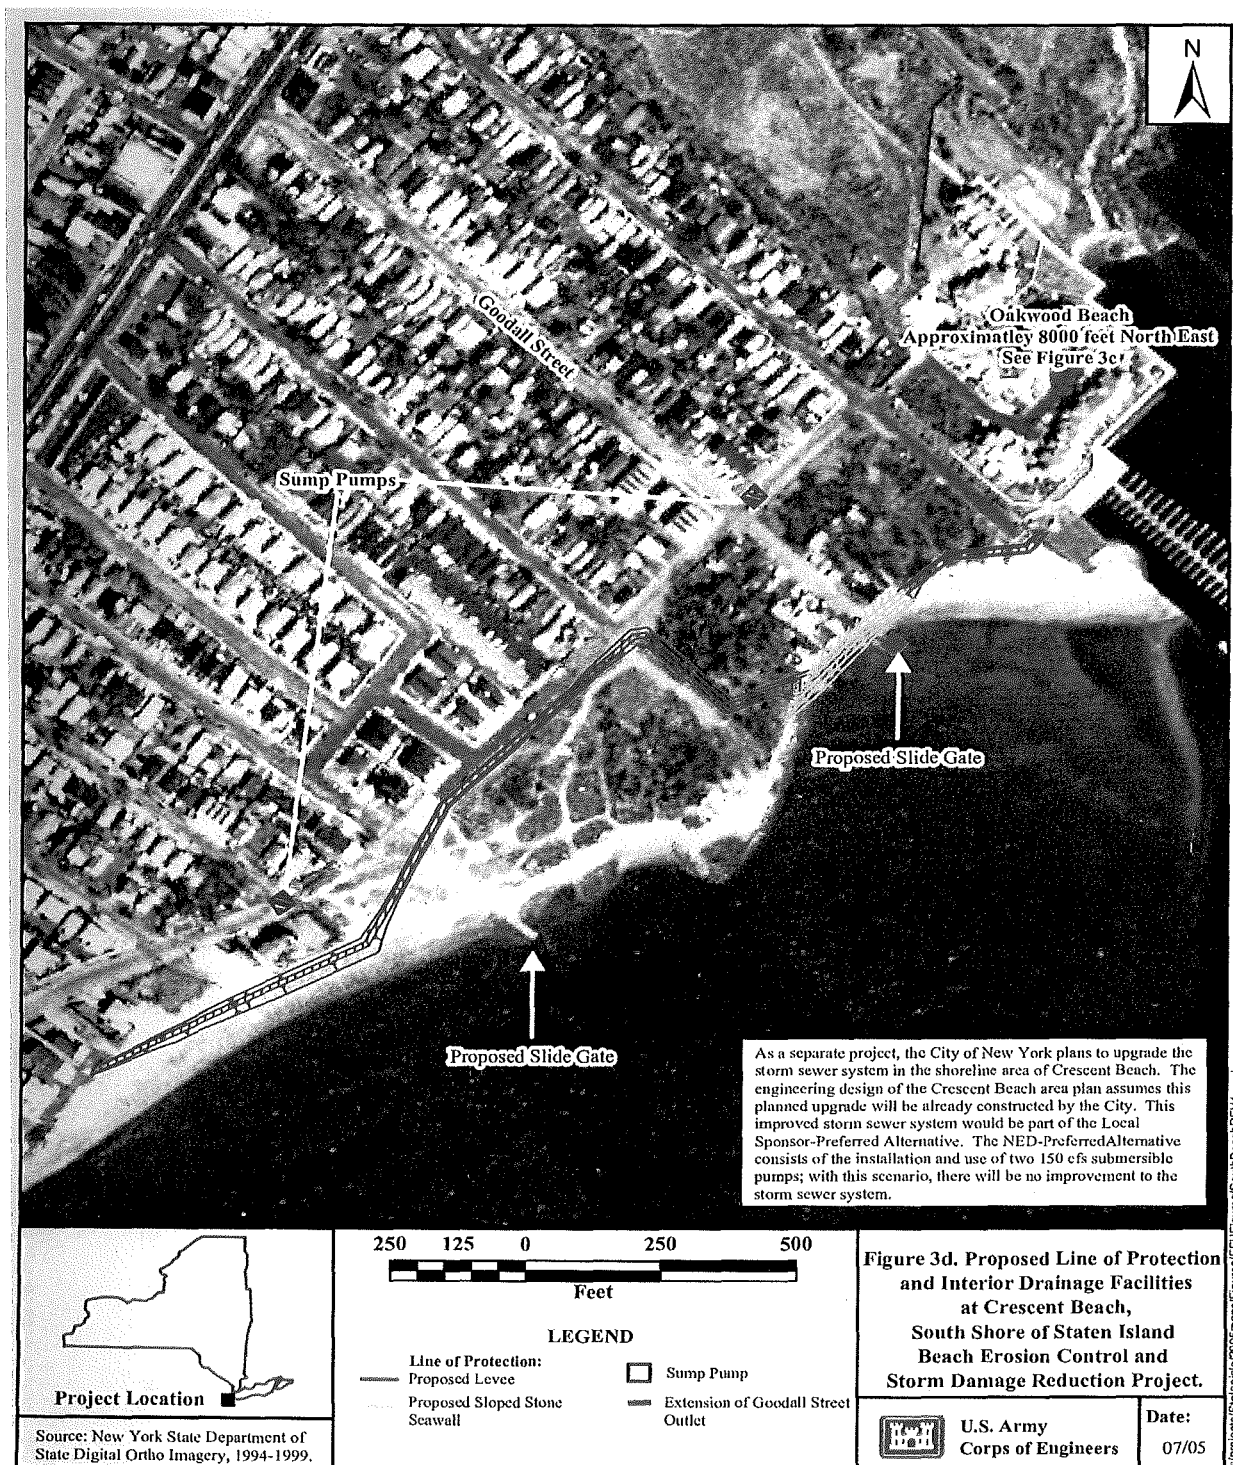 N
Goodall Street
Oakwood Beach
Approximatley 8000 feet North East
See Figure 3c
Sump Pumps
Proposed Slide Gate
Proposed Slide Gate
As a separate project, the City of New York plans to upgrade the
storm sewer system in the shoreline area of Crescent Beach. The
engineering design of the Crescent Beach area plan assumes this
planned upgrade will be already constructed by the City. This
improved storm sewer system would be part of the Local
Sponsor-Preferred Alternative. The NED-PreferredAlternative
consists of the installation and use of two 150 cfs submersible
pumps; with this scenario, there will be no improvement to the
storm sewer system.
Project Location
Source: New York State Department of
State Digital Ortho Imagery, 1994-1999.
250 125 0 250 500
Feet
LEGEND
Line of Protection:
Proposed Levee
Proposed Sloped Stone
Seawall
Sump Pump
Extension of Goodall Street
Outlet
Figure 3d. Proposed Line of Protection
and Interior Drainage Facilities
at Crescent Beach,
South Shore of Staten Island
Beach Erosion Control and
Storm Damage Reduction Project.
U.S. Army
Corps of Engineers
Date:
07/05